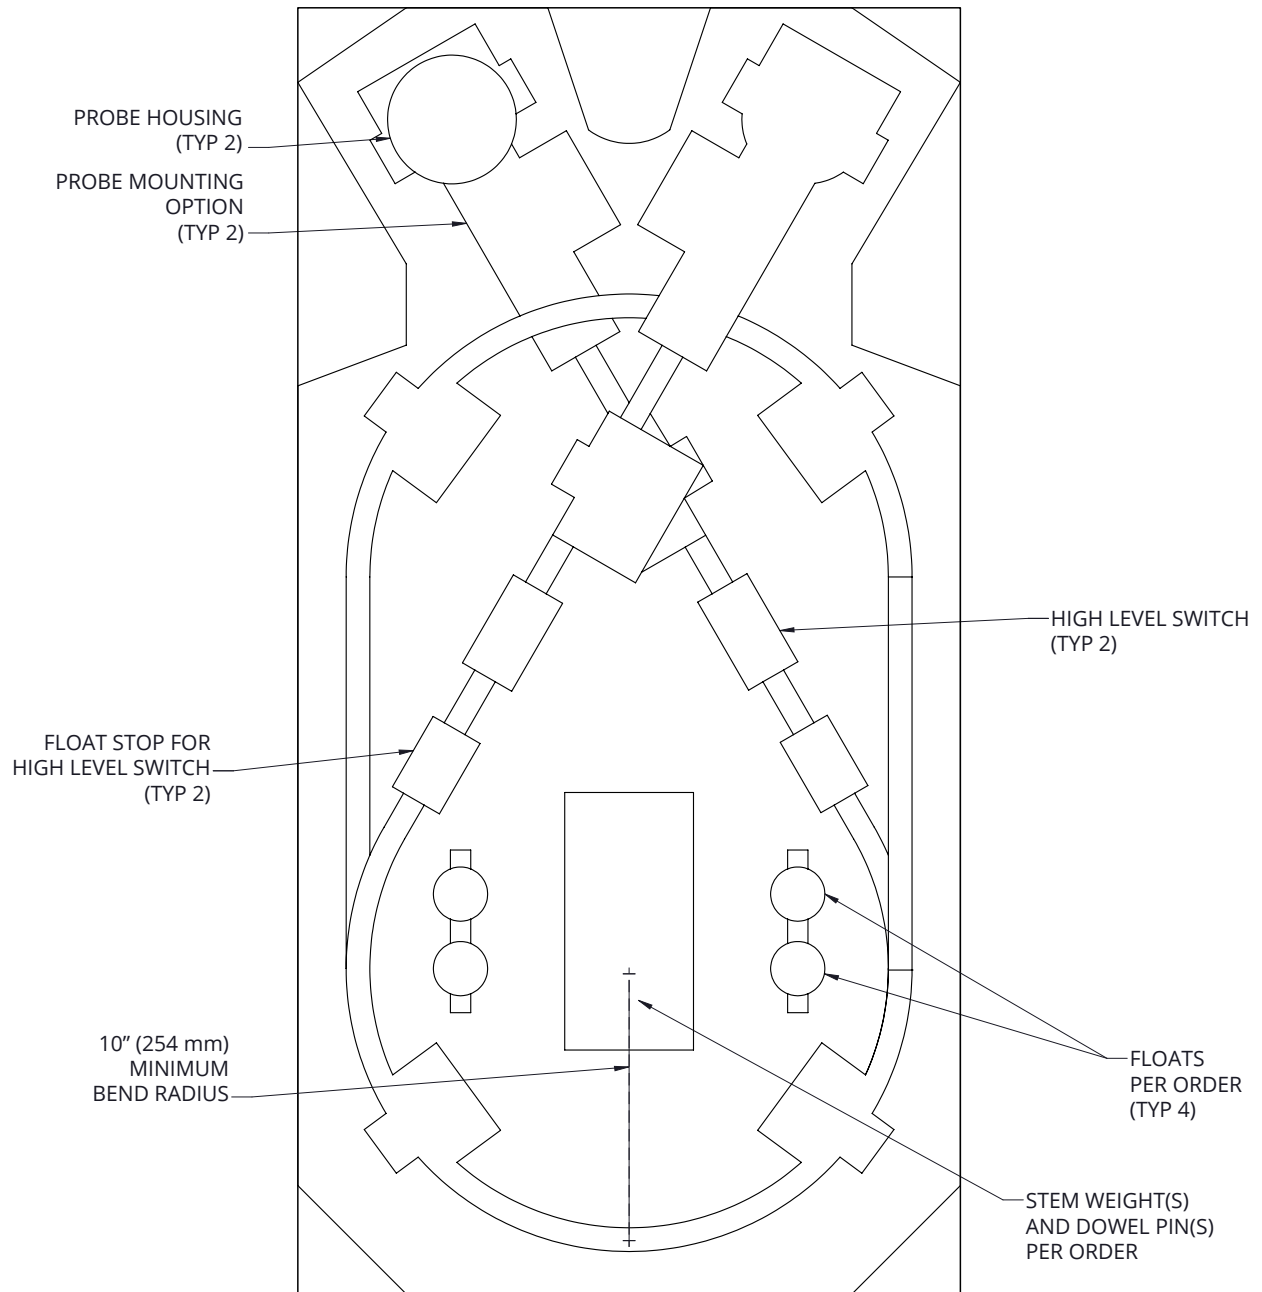 PROBE HOUSING
(TYP 2)
PROBE MOUNTING
OPTION
(TYP 2)
HIGH LEVEL SWITCH
(TYP 2)
FLOAT STOP FOR
HIGH LEVEL SWITCH
(TYP 2)
10” (254 mm)
MINIMUM
BEND RADIUS
FLOATS
PER ORDER
(TYP 4)
STEM WEIGHT(S)
AND DOWEL PIN(S)
PER ORDER